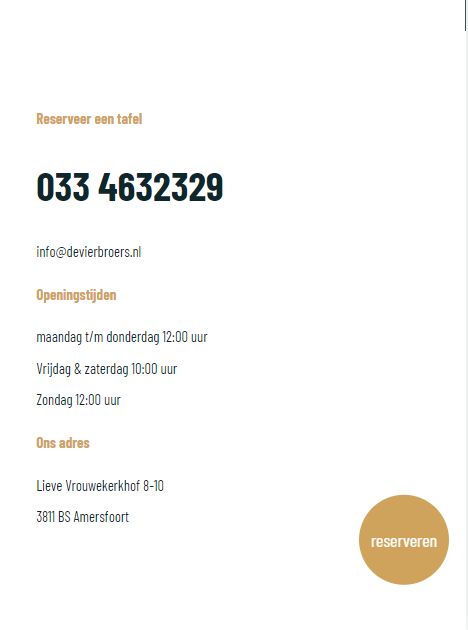 Reserveer een tafel
033 4632329
info@devierbroers.nl
Openingstijden
maandag t/m donderdag 12:00 uur
Vrijdag & zaterdag 10:00 uur
Zondag 12:00 uur
Ons adres
Lieve Vrouwekerkhof 8-10
3811 BS Amersfoort
reserveren